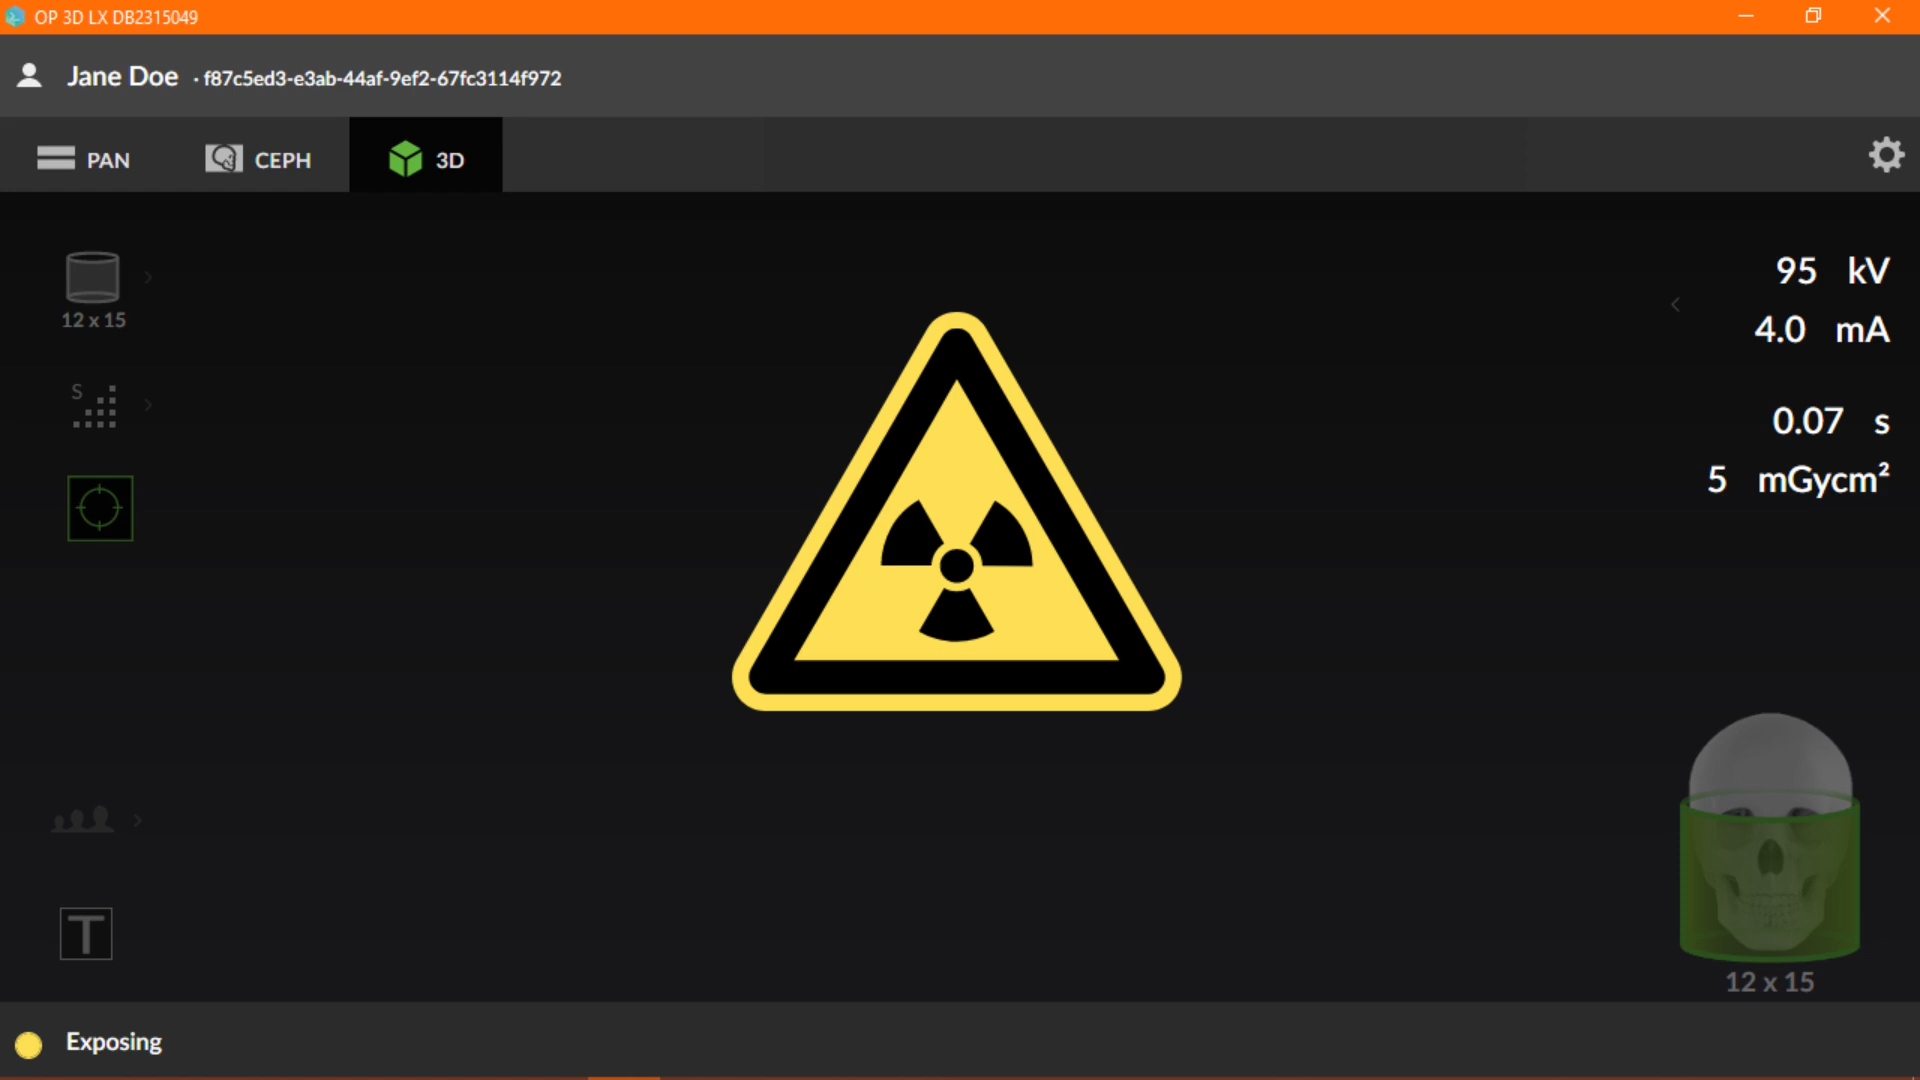 OP 3D LX DB2315049
Jane Doe · f87c5ed3-e3ab-44af-9ef2-67fc3114f972
PAN CEPH 3D
12 x 15
95 kV
4.0 mA
S
0.07 s
5 mGycm²
T
12 x 15
Exposing